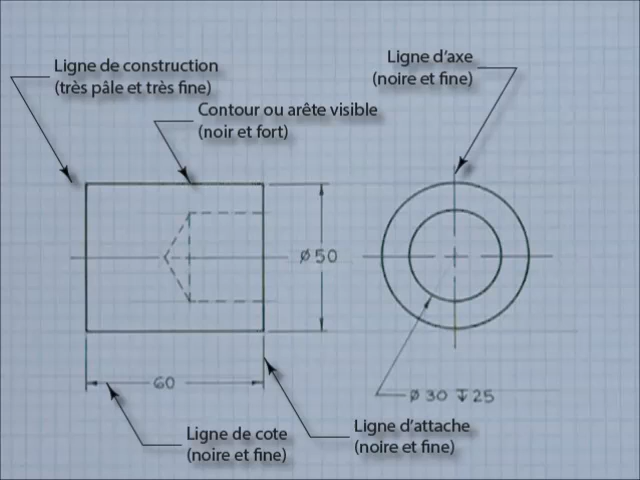 Ligne de construction
(très pâle et très fine)
Ligne d'axe
(noire et fine)
Contour ou arête visible
(noir et fort)
Ø 50
60
Ø 30 ↧ 25
Ligne de cote
(noire et fine)
Ligne d'attache
(noire et fine)